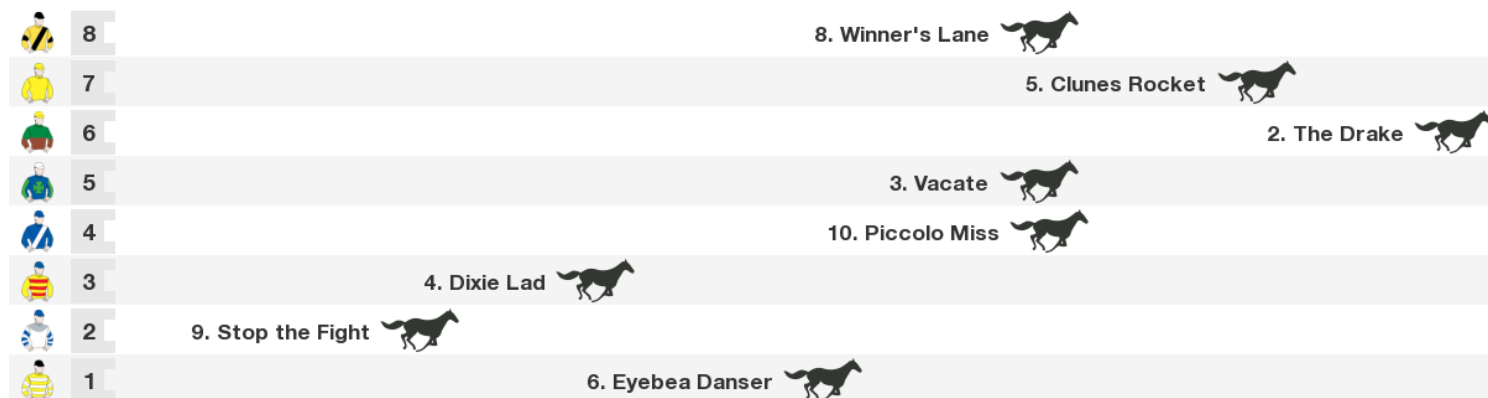 8 8. Winner's Lane
7 5. Clunes Rocket
6 2. The Drake
5 3. Vacate
4 10. Piccolo Miss
3 4. Dixie Lad
2 9. Stop the Fight
1 6. Eyebea Danser